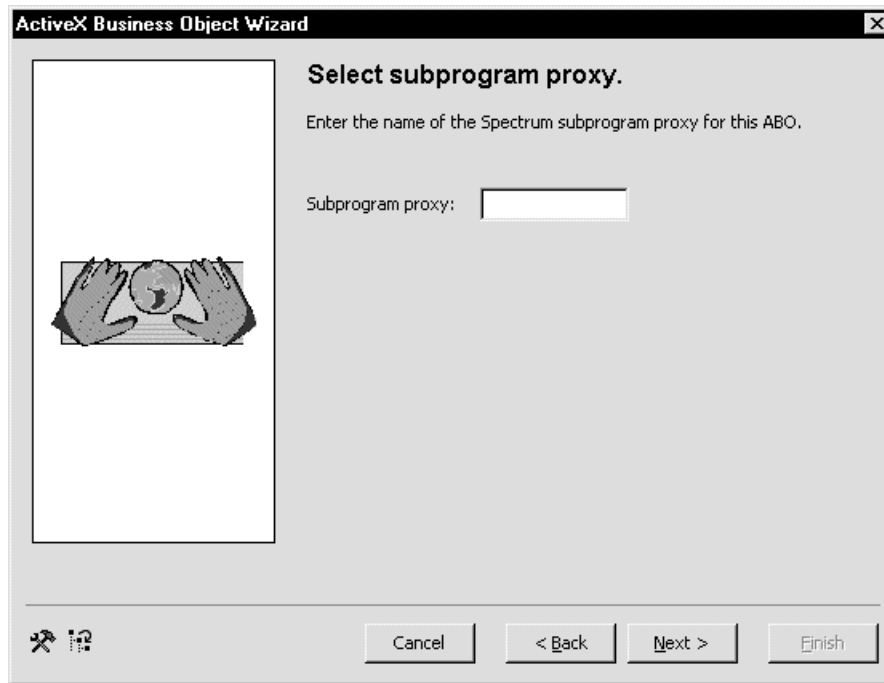 ActiveX Business Object Wizard
Select subprogram proxy.
Enter the name of the Spectrum subprogram proxy for this ABO.
Subprogram proxy:
Cancel
< Back
Next >
Finish